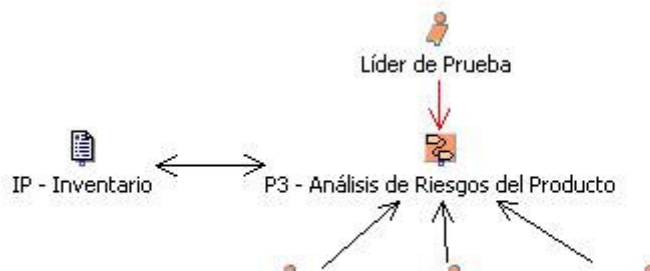 Líder de Prueba
IP - Inventario
P3 - Análisis de Riesgos del Producto